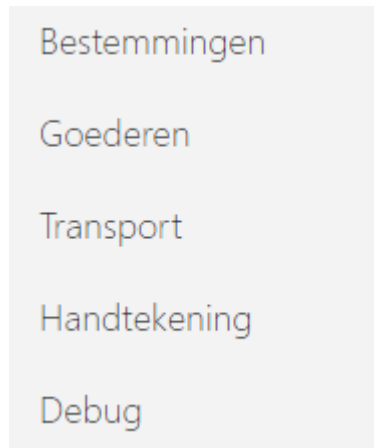 Bestemmingen
Goederen
Transport
Handtekening
Debug